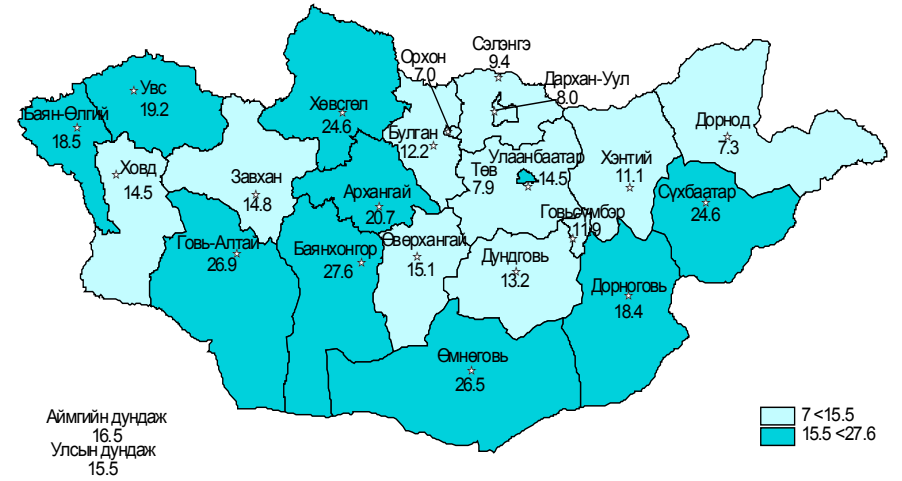 Сэлэнгэ
9.4
Орхон
7.0
Дархан-Уул
8.0
Увс
19.2
Хөвсгөл
24.6
Баян-Өлгий
18.5
Булган
12.2
Дорнод
7.3
Ховд
14.5
Завхан
14.8
Төв
7.9
Улаанбаатар
14.5
Хэнтий
11.1
Архангай
20.7
Сүхбаатар
24.6
Говьсүмбэр
11.9
Говь-Алтай
26.9
Баянхонгор
27.6
Өвөрхангай
15.1
Дундговь
13.2
Дорноговь
18.4
Өмнөговь
26.5
Аймгийн дундаж
16.5
Улсын дундаж
15.5
7 <15.5
15.5 <27.6